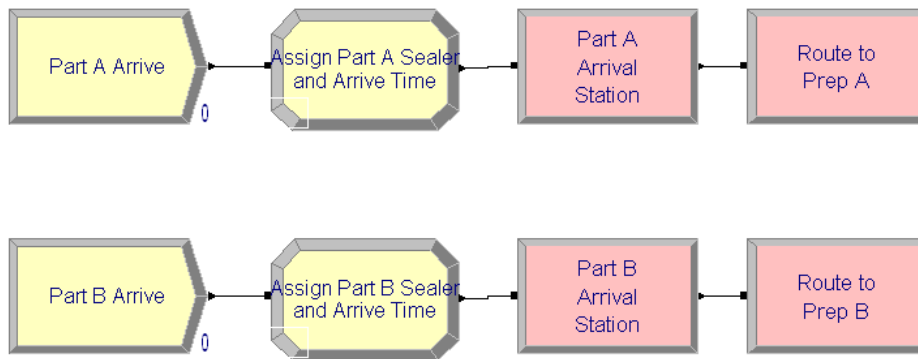 Part A Arrive
0
Assign Part A Sealer
and Arrive Time
Part A
Arrival
Station
Route to
Prep A
Part B Arrive
0
Assign Part B Sealer
and Arrive Time
Part B
Arrival
Station
Route to
Prep B